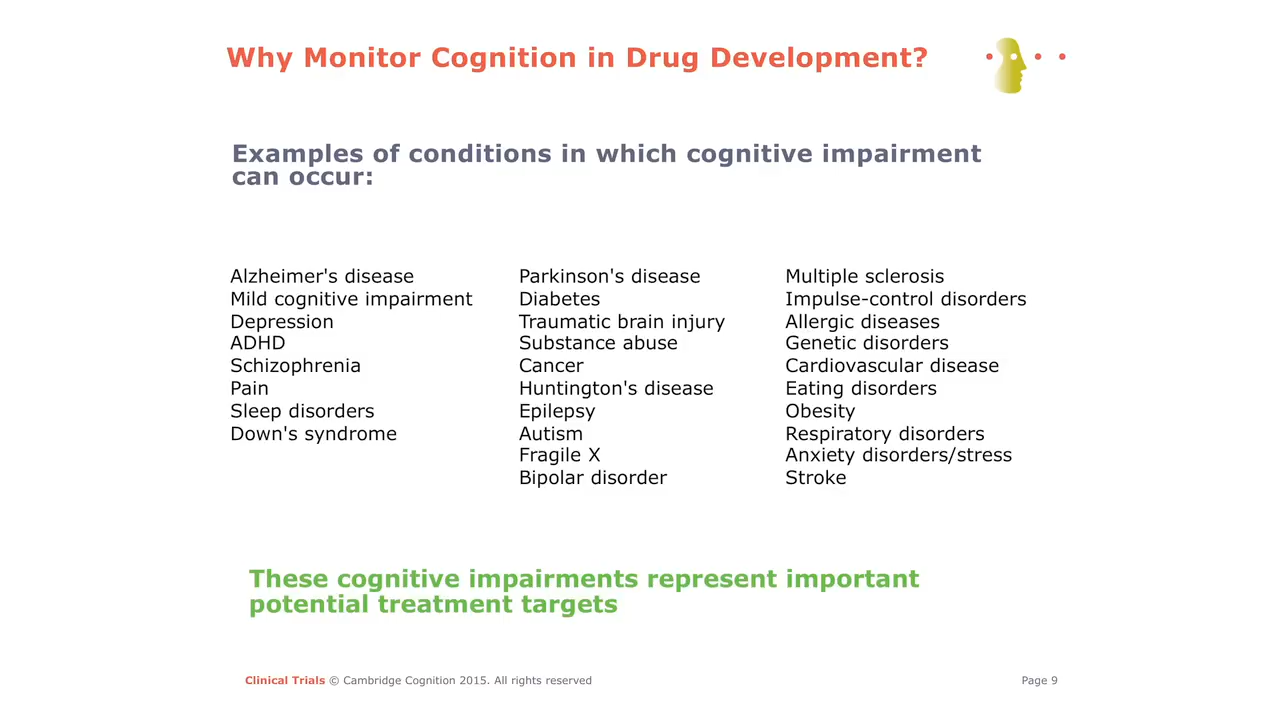 Why Monitor Cognition in Drug Development?
Examples of conditions in which cognitive impairment
can occur:
Alzheimer's disease
Mild cognitive impairment
Depression
ADHD
Schizophrenia
Pain
Sleep disorders
Down's syndrome
Parkinson's disease
Diabetes
Traumatic brain injury
Substance abuse
Cancer
Huntington's disease
Epilepsy
Autism
Fragile X
Bipolar disorder
Multiple sclerosis
Impulse-control disorders
Allergic diseases
Genetic disorders
Cardiovascular disease
Eating disorders
Obesity
Respiratory disorders
Anxiety disorders/stress
Stroke
These cognitive impairments represent important
potential treatment targets
Clinical Trials © Cambridge Cognition 2015. All rights reserved
Page 9